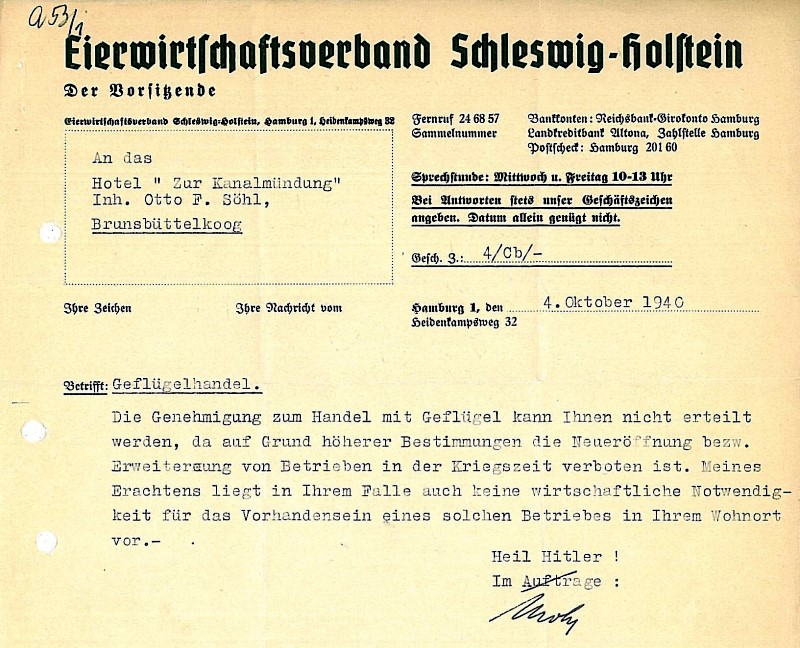 a 53/1
Eierwirtschaftsverband Schleswig-Holstein
Der Vorsitzende
Eierwirtschaftsverband Schleswig-Holstein, Hamburg 1, Heidenkampsweg 32
Fernruf 24 68 57
Sammelnummer
Bankkonten: Reichsbank-Girokonto Hamburg
Landkreditbank Altona, Zahlstelle Hamburg
Postscheck: Hamburg 201 60
An das
Hotel " Zur Kanalmündung"
Inh. Otto F. Söhl,
Brunsbüttelkoog
Sprechstunde: Mittwoch u. Freitag 10-13 Uhr
Bei Antworten stets unser Geschäftszeichen
angeben. Datum allein genügt nicht.
Gesch. Z.: 4/Cb/-
Ihre Zeichen Ihre Nachricht vom
Hamburg 1, den 4.Oktober 1940
Heidenkampsweg 32
Betrifft: Geflügelhandel.
Die Genehmigung zum Handel mit Geflügel kann Ihnen nicht erteilt
werden, da auf Grund höherer Bestimmungen die Neueröffnung bezw.
Erweiteraung von Betrieben in der Kriegszeit verboten ist. Meines
Erachtens liegt in Ihrem Falle auch keine wirtschaftliche Notwendig-
keit für das Vorhandensein eines solchen Betriebes in Ihrem Wohnort
vor.-
Heil Hitler !
Im Auftrage :